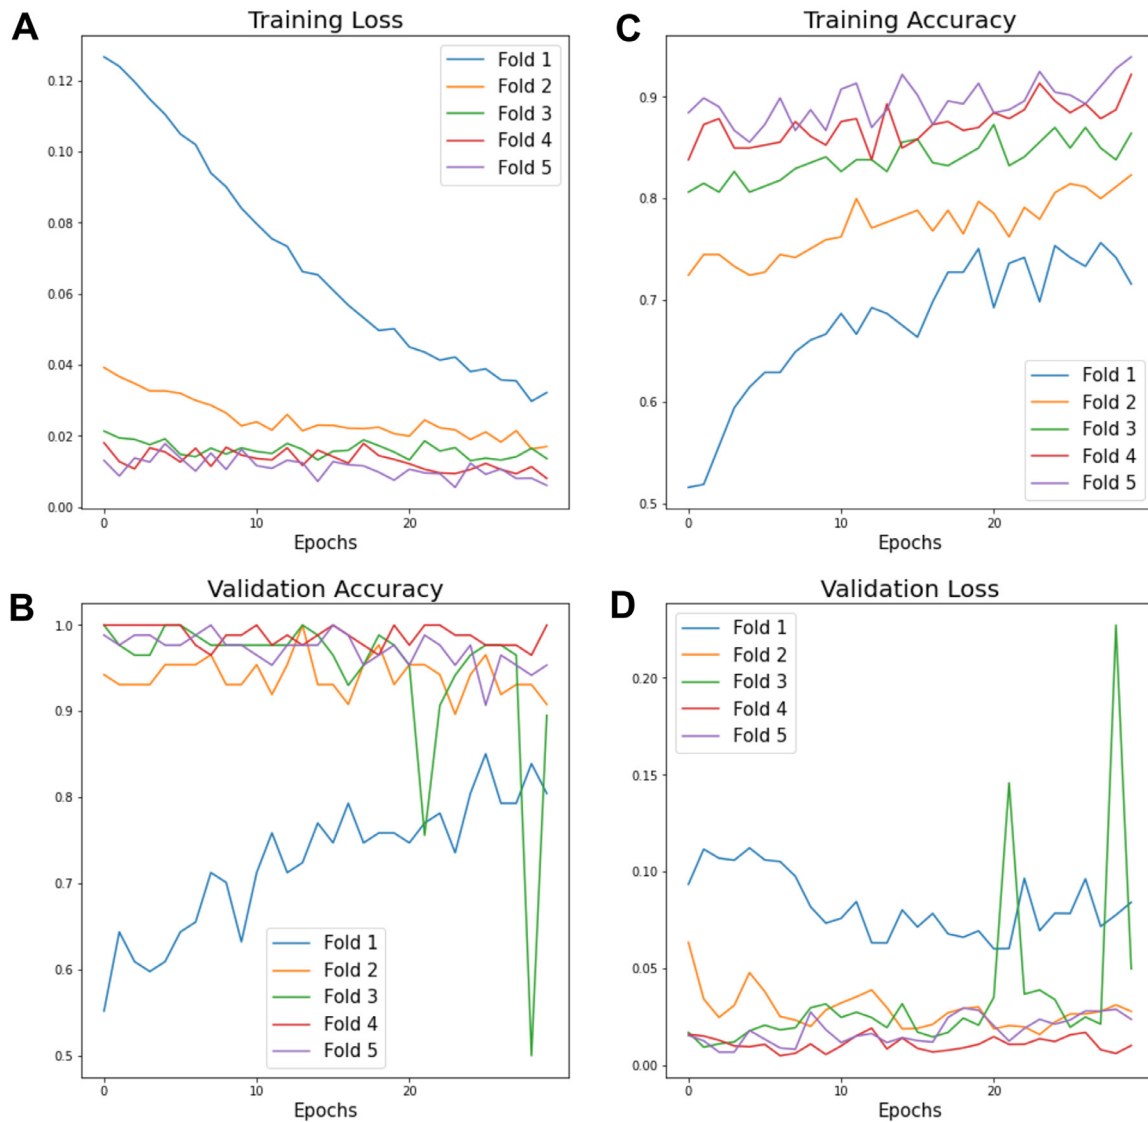 A
Training Loss
Fold 1
Fold 2
Fold 3
Fold 4
Fold 5
0.12
0.10
0.08
0.06
0.04
0.02
0.00
0
10
20
Epochs
C
Training Accuracy
0.9
0.8
0.7
0.6
0.5
Fold 1
Fold 2
Fold 3
Fold 4
Fold 5
0
10
20
Epochs
B
Validation Accuracy
1.0
0.9
0.8
0.7
0.6
0.5
Fold 1
Fold 2
Fold 3
Fold 4
Fold 5
0
10
20
Epochs
D
Validation Loss
Fold 1
Fold 2
Fold 3
Fold 4
Fold 5
0.20
0.15
0.10
0.05
0.00
0
10
20
Epochs